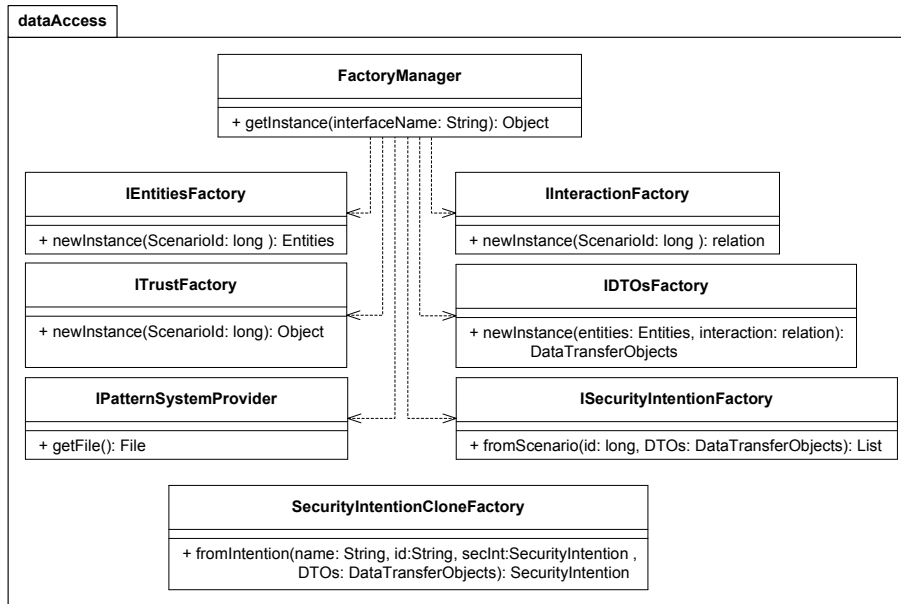 dataAccess
FactoryManager
+ getInstance(interfaceName: String): Object
IEntitiesFactory
+ newInstance(ScenarioId: long ): Entities
IInteractionFactory
+ newInstance(ScenarioId: long ): relation
ITrustFactory
+ newInstance(ScenarioId: long): Object
IDTOsFactory
+ newInstance(entities: Entities, interaction: relation):
DataTransferObjects
IPatternSystemProvider
+ getFile(): File
ISecurityIntentionFactory
+ fromScenario(id: long, DTOs: DataTransferObjects): List
SecurityIntentionCloneFactory
+ fromIntention(name: String, id:String, secInt:SecurityIntention ,
DTOs: DataTransferObjects): SecurityIntention